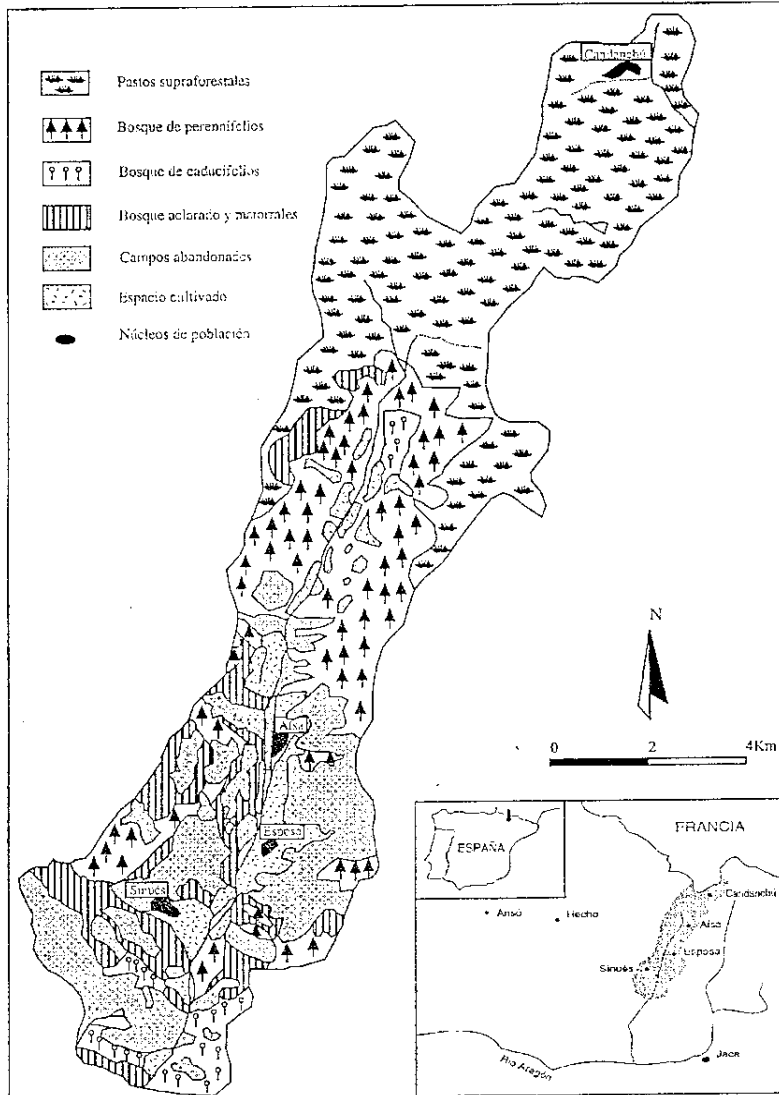 Candanchú
Pastos supraforestales
Bosque de perennifolios
Bosque de caducifolios
Bosque aclarado y matorrales
Campos abandonados
Espacio cultivado
Núcleos de población
N
0 2 4Km
Aísa
Esposa
Sinués
ESPAÑA
FRANCIA
Candanchú
Ansó
Hecho
Aísa
Esposa
Sinués
Río Aragón
Jaca